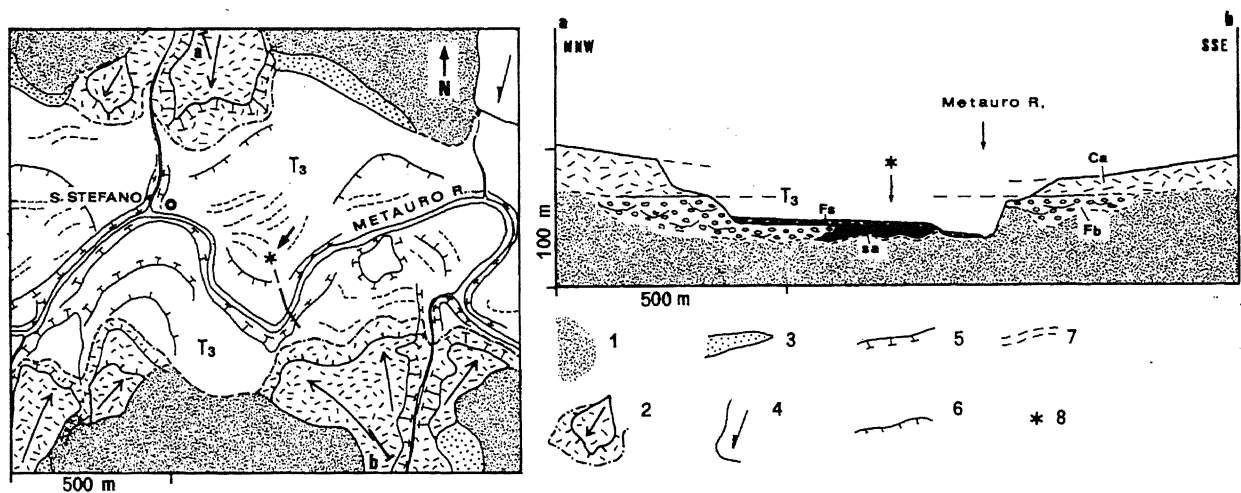 a
N
T₃
S. STEFANO
METAURO R.
T₃
b
500 m
a
NNW
b
SSE
Metauro R.
*
Ca
T₃
Fs
sa
Fb
100 m
500 m
1
3
5
7
2
4
6
* 8